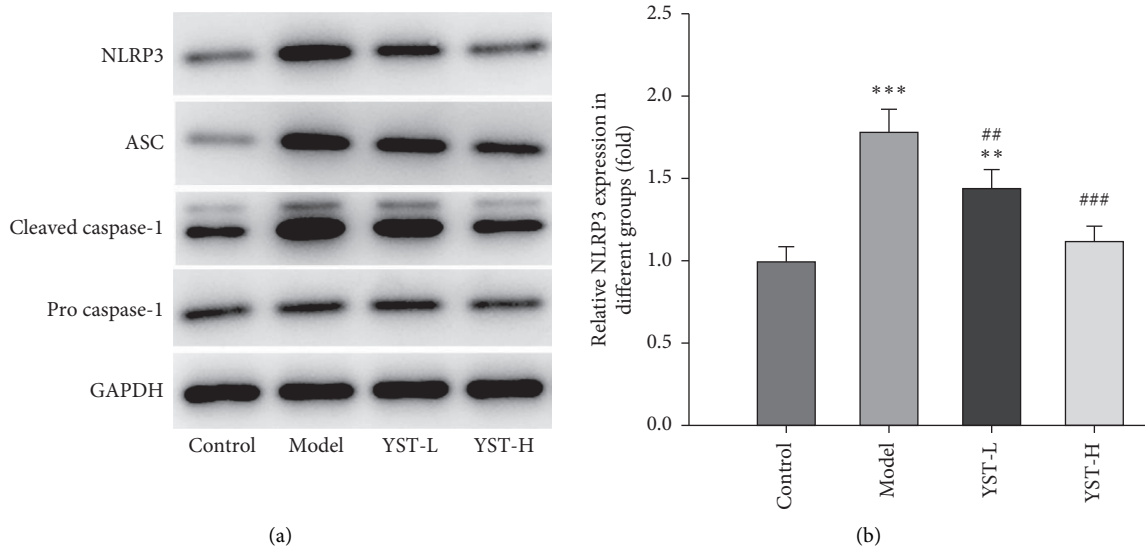 NLRP3
ASC
Cleaved caspase-1
Pro caspase-1
GAPDH
Control Model YST-L YST-H
(a)
Relative NLRP3 expression in
different groups (fold)
2.5
2.0
1.5
1.0
0.5
0.0
***
##
**
###
Control
Model
YST-L
YST-H
(b)